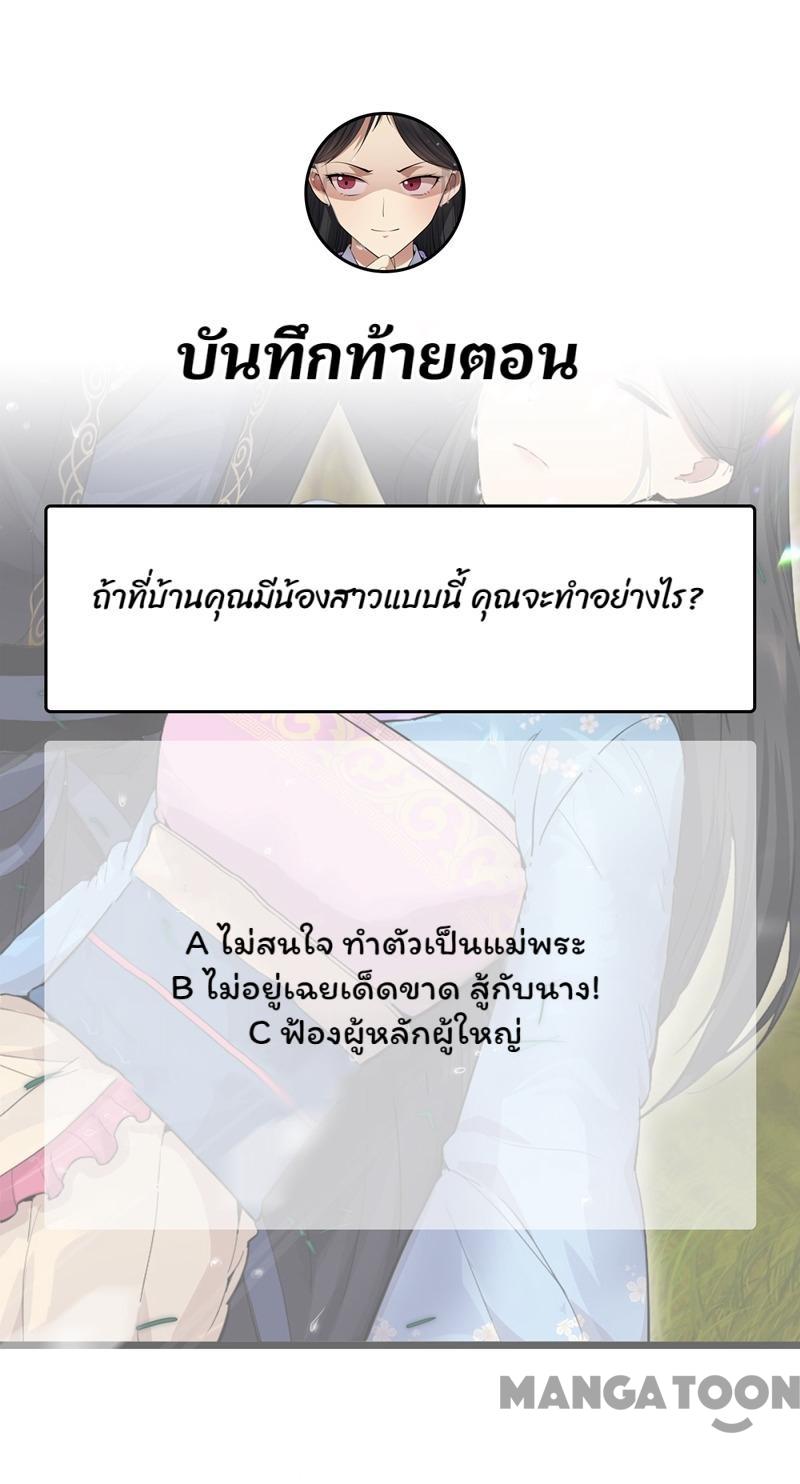 บันทึกท้ายตอน
ถ้าที่บ้านคุณมีน้องสาวแบบนี้ คุณจะทำอย่างไร?
A ไม่สนใจ ทำตัวเป็นแม่พระ
B ไม่อยู่เฉยเด็ดขาด สู้กับนาง!
C ฟ้องผู้หลักผู้ใหญ่
MANGATOON